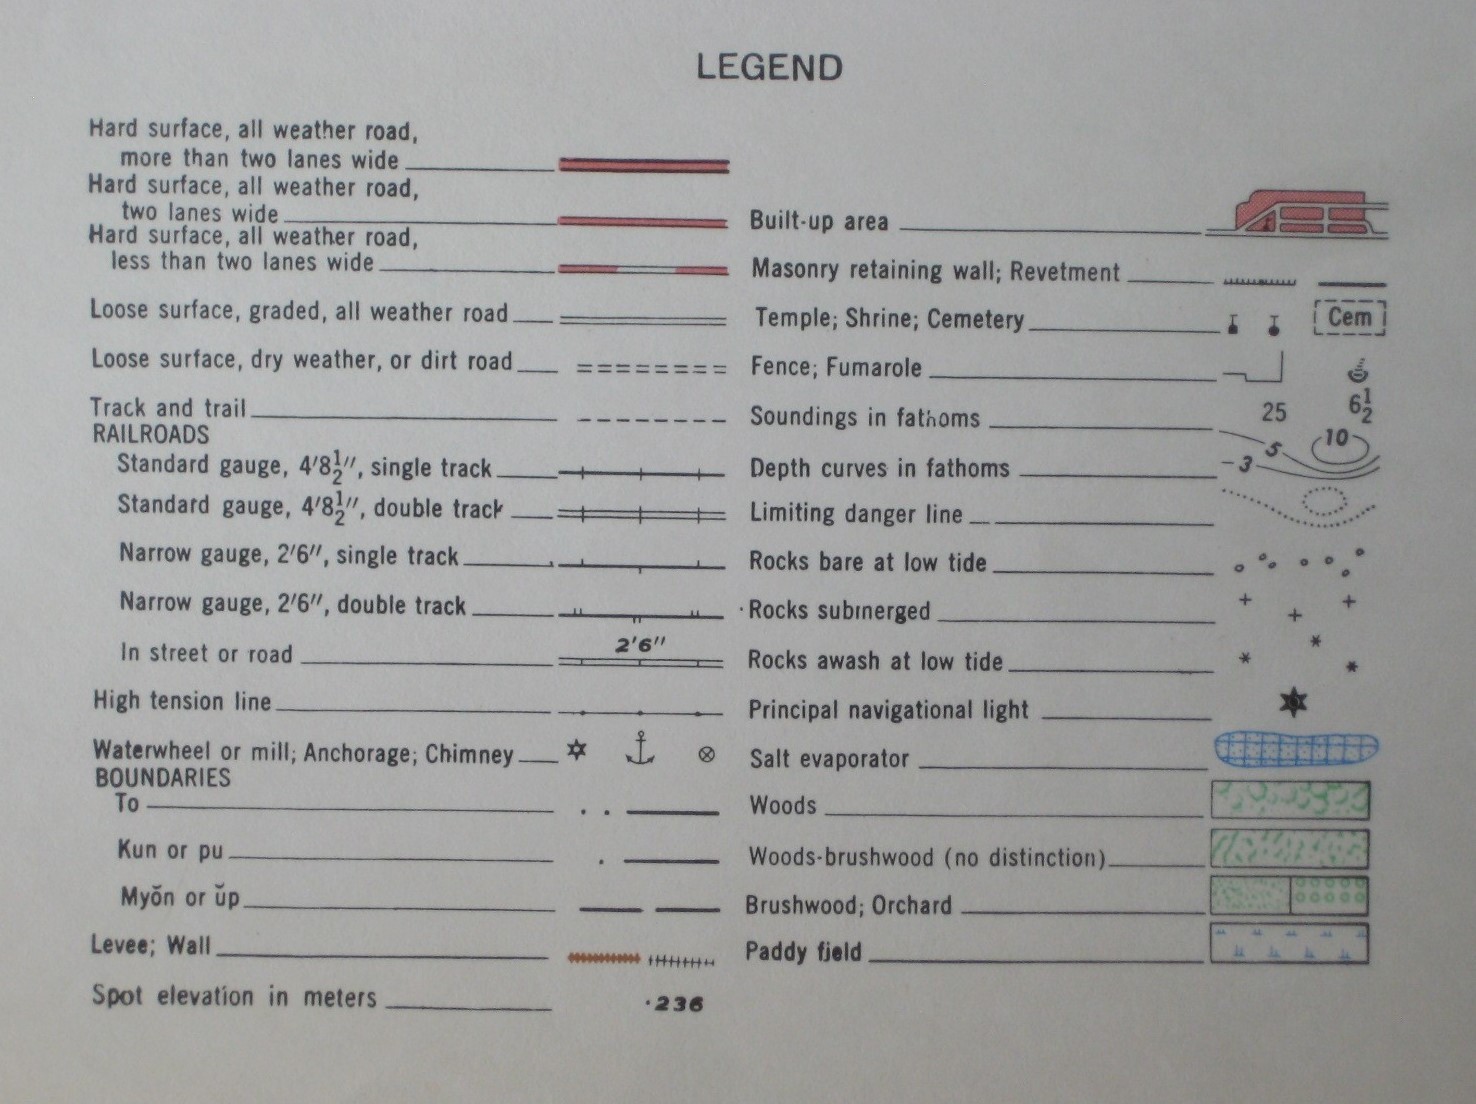 LEGEND
Hard surface, all weather road,
more than two lanes wide
Hard surface, all weather road,
two lanes wide
Hard surface, all weather road,
less than two lanes wide
Loose surface, graded, all weather road
Loose surface, dry weather, or dirt road
Track and trail
RAILROADS
Standard gauge, 4'8½", single track
Standard gauge, 4'8½", double track
Narrow gauge, 2'6", single track
Narrow gauge, 2'6", double track
In street or road 2'6"
High tension line
Waterwheel or mill; Anchorage; Chimney
BOUNDARIES
To
Kun or pu
Myŏn or ŭp
Levee; Wall
Spot elevation in meters .236
Built-up area
Masonry retaining wall; Revetment
Temple; Shrine; Cemetery Cem
Fence; Fumarole
Soundings in fathoms 25 6½
Depth curves in fathoms 3 5 10
Limiting danger line
Rocks bare at low tide
Rocks submerged
Rocks awash at low tide
Principal navigational light
Salt evaporator
Woods
Woods-brushwood (no distinction)
Brushwood; Orchard
Paddy field